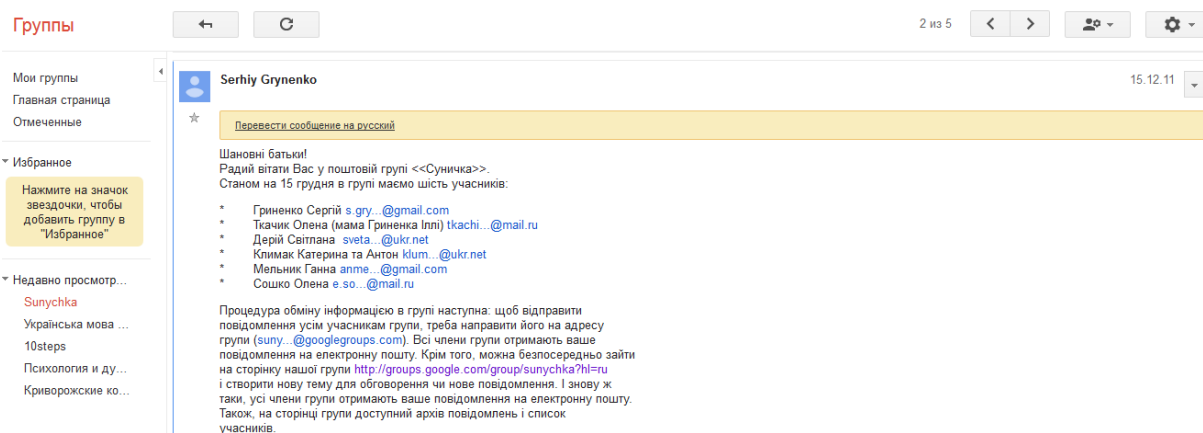 Группы
2 из 5
Мои группы
Главная страница
Отмеченные
Избранное
Нажмите на значок
звездочки, чтобы
добавить группу в
"Избранное"
Недавно просмотр...
Sunychka
Українська мова ...
10steps
Психология и ду...
Криворожские ко...
Serhiy Grynenko
15.12.11
Перевести сообщение на русский
Шановні батьки!
Радий вітати Вас у поштовій групі <<Суничка>>.
Станом на 15 грудня в групі маємо шість учасників:
* Гриненко Сергій s.gry...@gmail.com
* Ткачик Олена (мама Гриненка Іллі) tkachi...@mail.ru
* Дерій Світлана sveta...@ukr.net
* Климак Катерина та Антон klum...@ukr.net
* Мельник Ганна anme...@gmail.com
* Сошко Олена e.so...@mail.ru
Процедура обміну інформацією в групі наступна: щоб відправити
повідомлення усім учасникам групи, треба направити його на адресу
групи (suny...@googlegroups.com). Всі члени групи отримають ваше
повідомлення на електронну пошту. Крім того, можна безпосередньо зайти
на сторінку нашої групи http://groups.google.com/group/sunychka?hl=ru
і створити нову тему для обговорення чи нове повідомлення. І знову ж
таки, усі члени групи отримають ваше повідомлення на електронну пошту.
Також, на сторінці групи доступний архів повідомлень і список
учасників.